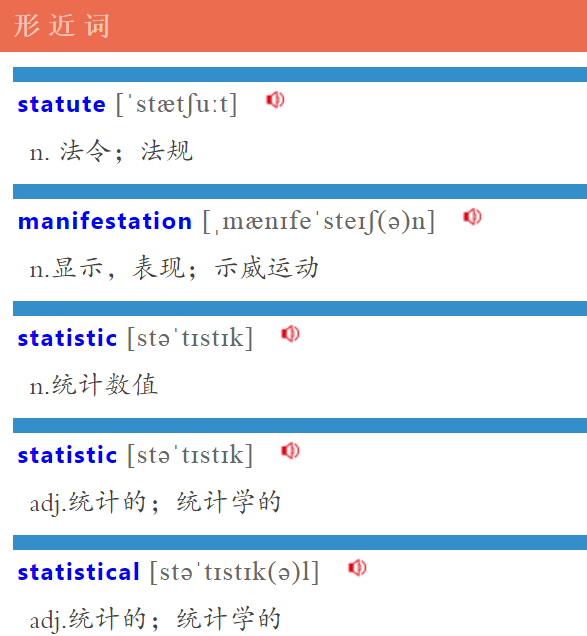 形近词
statute [ˈstætʃuːt]
n. 法令；法规
manifestation [ˌmænɪfeˈsteɪʃ(ə)n]
n.显示，表现；示威运动
statistic [stəˈtɪstɪk]
n.统计数值
statistic [stəˈtɪstɪk]
adj.统计的；统计学的
statistical [stəˈtɪstɪk(ə)l]
adj.统计的；统计学的